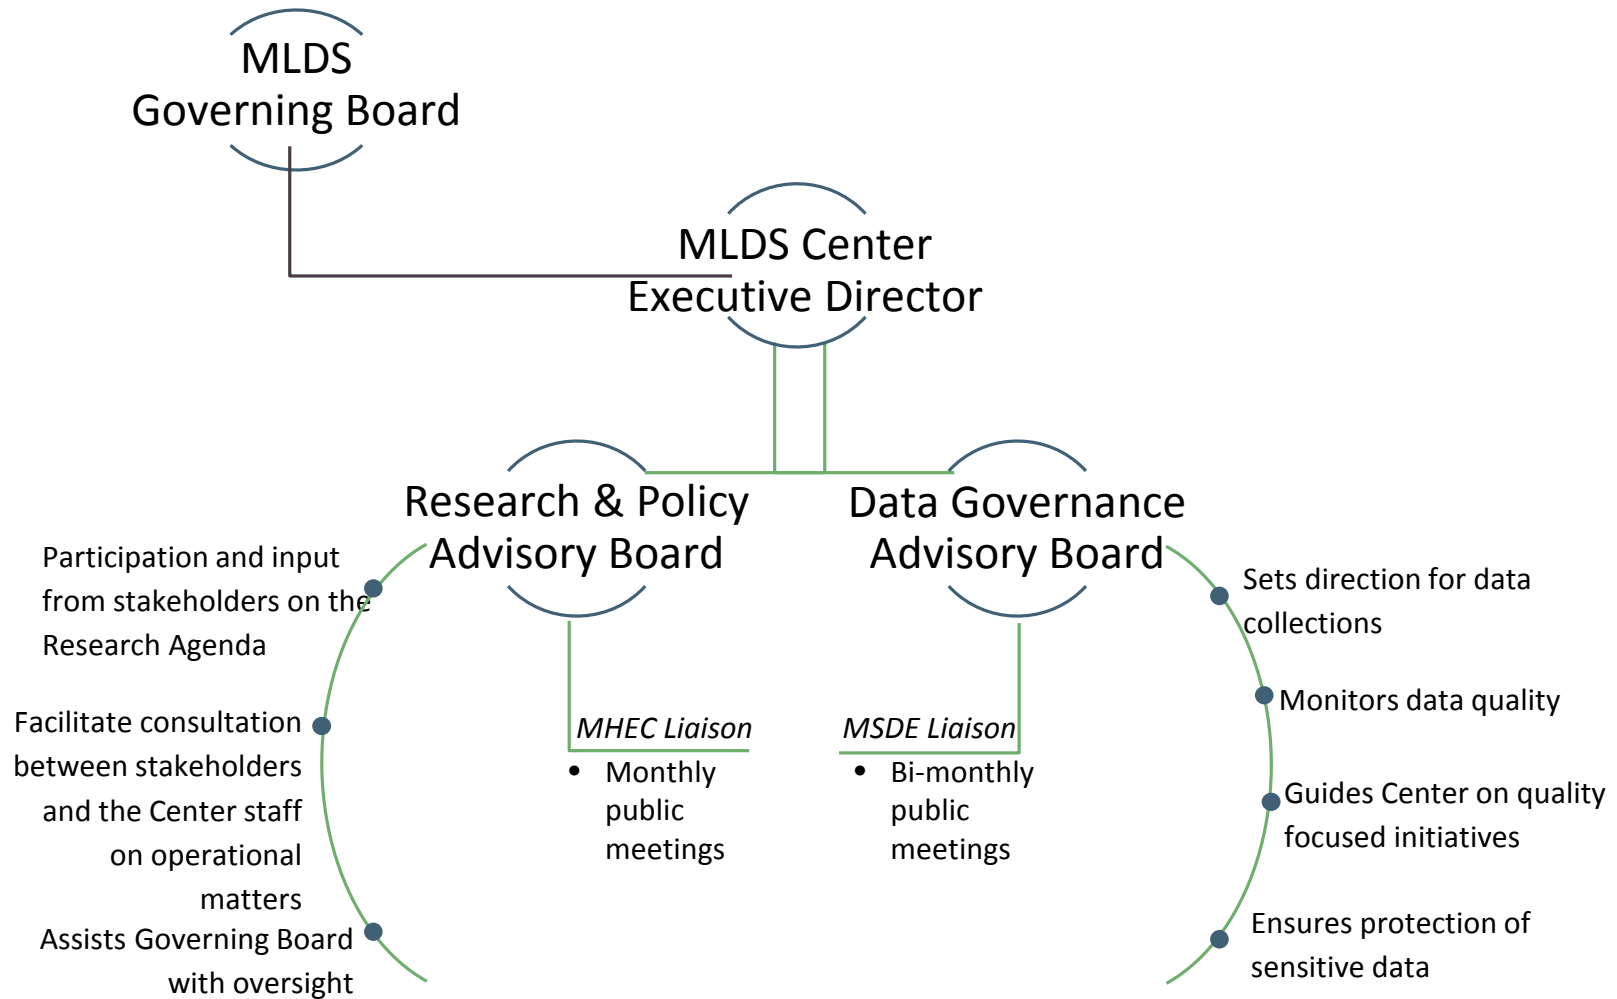 MLDS
Governing Board
MLDS Center
Executive Director
Research & Policy
Advisory Board
Data Governance
Advisory Board
Participation and input
from stakeholders on the
Research Agenda
Facilitate consultation
between stakeholders
and the Center staff
on operational
matters
Assists Governing Board
with oversight
MHEC Liaison
• Monthly
public
meetings
MSDE Liaison
• Bi-monthly
public
meetings
Sets direction for data
collections
Monitors data quality
Guides Center on quality
focused initiatives
Ensures protection of
sensitive data